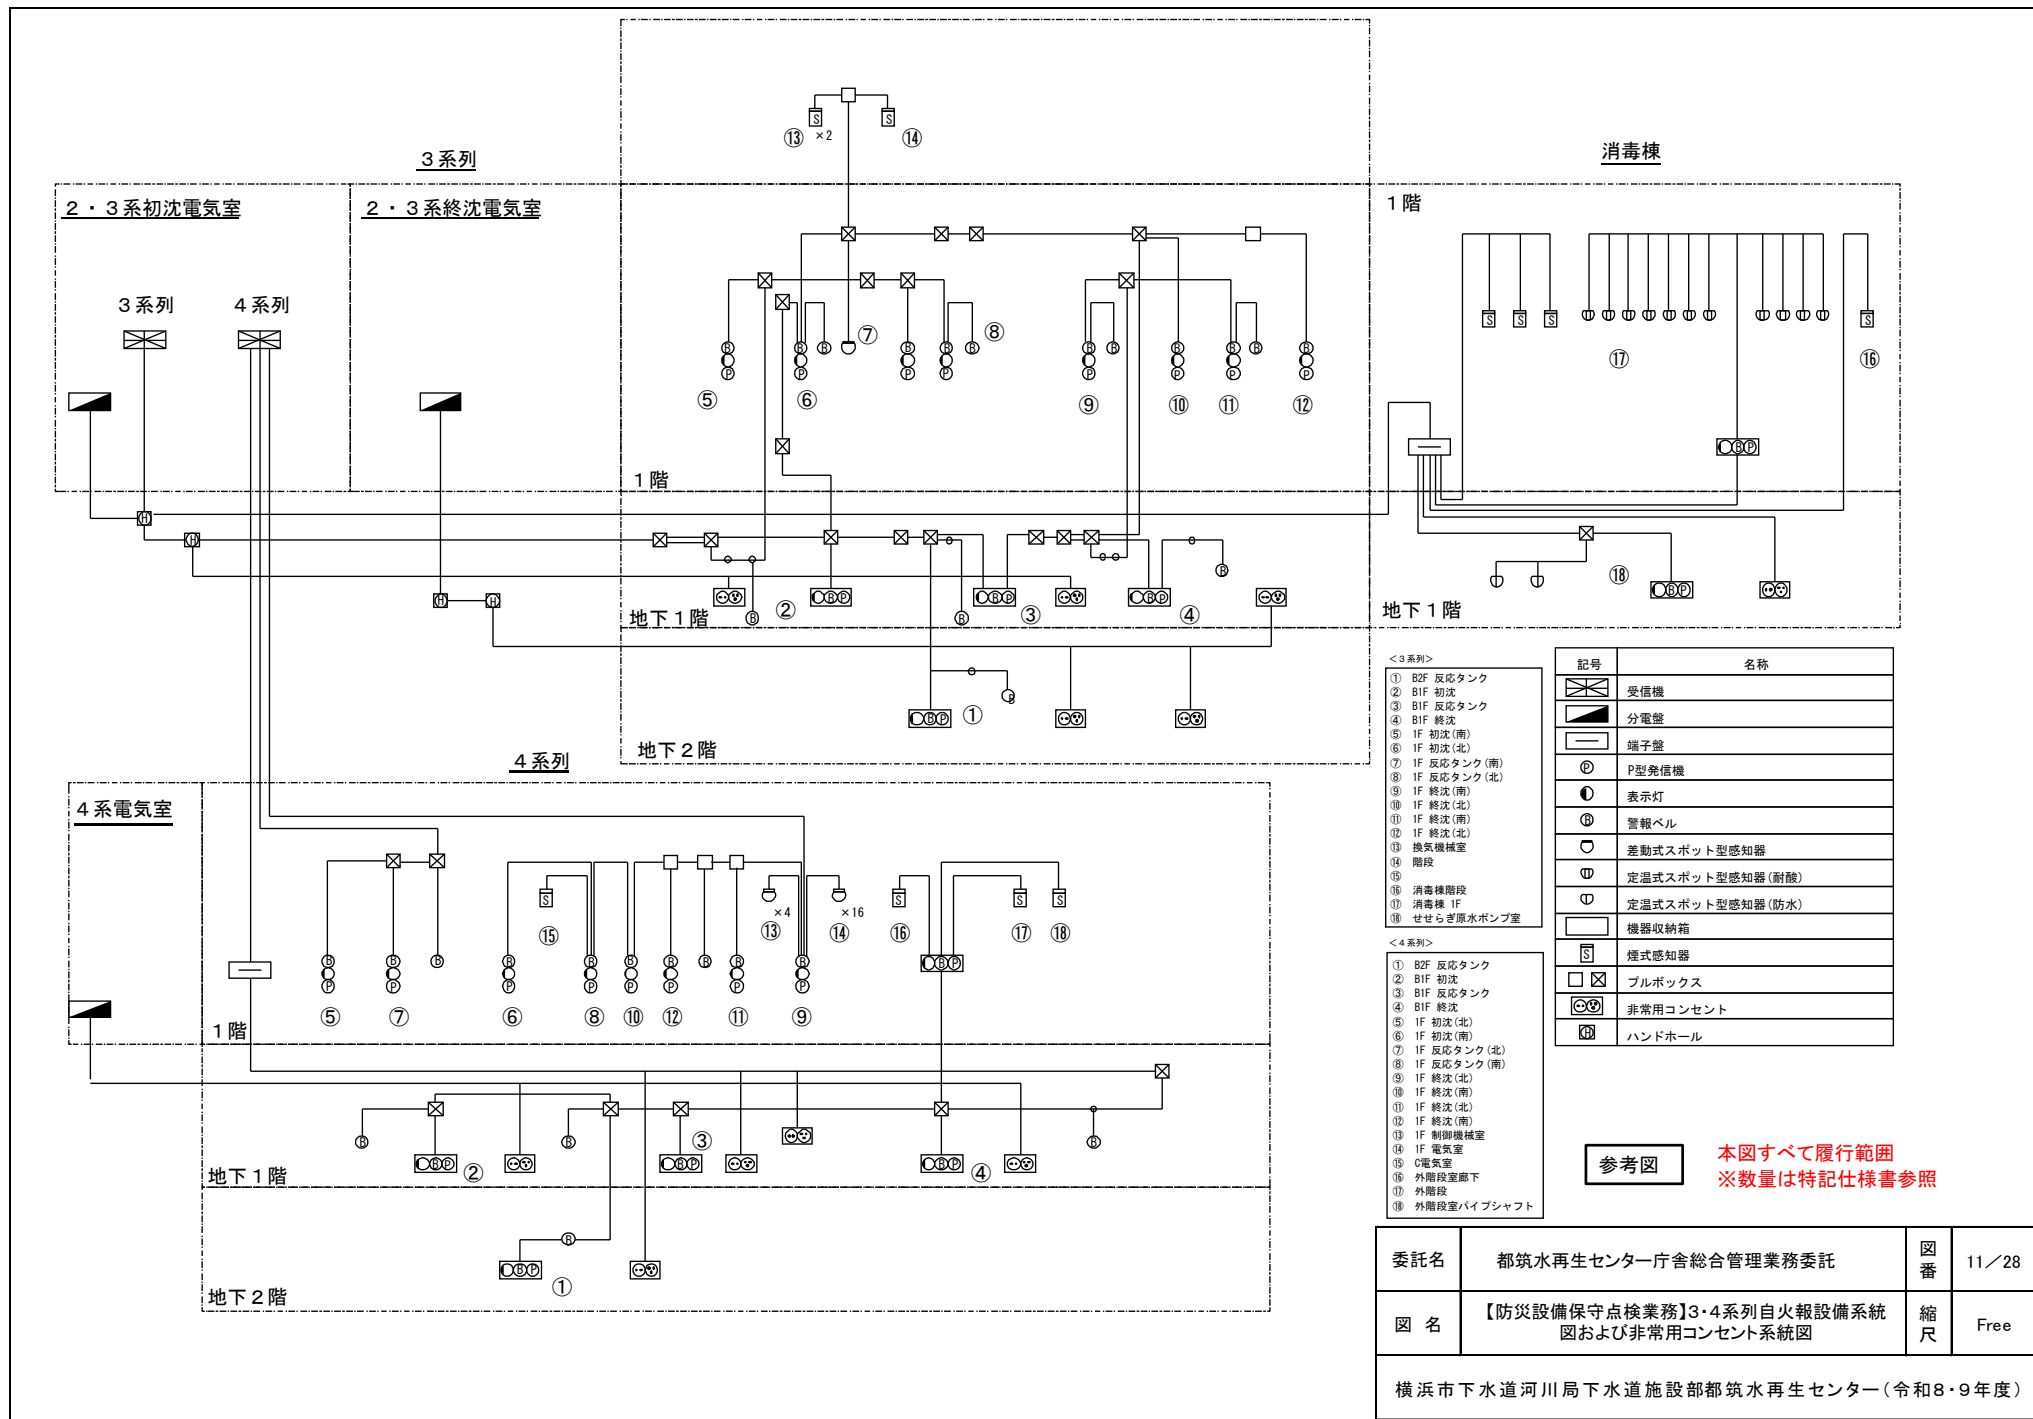 ⑬ ×2
⑭
3系列
消毒棟
2・3系初沈電気室
2・3系終沈電気室
1階
3系列
4系列
⑤
⑥
⑦
⑧
⑨
⑩
⑪
⑫
⑰
⑯
1階
②
③
④
⑱
地下1階
地下1階
①
地下2階
4系列
4系電気室
⑤
⑦
⑥
⑮
⑧
⑩
⑫
⑪
⑬ ×4
⑭ ×16
⑨
⑯
⑰
⑱
1階
②
③
④
地下1階
①
地下2階
<3系列>
① B2F 反応タンク
② B1F 初沈
③ B1F 反応タンク
④ B1F 終沈
⑤ 1F 初沈(南)
⑥ 1F 初沈(北)
⑦ 1F 反応タンク(南)
⑧ 1F 反応タンク(北)
⑨ 1F 終沈(南)
⑩ 1F 終沈(北)
⑪ 1F 終沈(南)
⑫ 1F 終沈(北)
⑬ 換気機械室
⑭ 階段
⑮
⑯ 消毒棟階段
⑰ 消毒棟 1F
⑱ せせらぎ原水ポンプ室
<4系列>
① B2F 反応タンク
② B1F 初沈
③ B1F 反応タンク
④ B1F 終沈
⑤ 1F 初沈(北)
⑥ 1F 初沈(南)
⑦ 1F 反応タンク(北)
⑧ 1F 反応タンク(南)
⑨ 1F 終沈(北)
⑩ 1F 終沈(南)
⑪ 1F 終沈(北)
⑫ 1F 終沈(南)
⑬ 1F 制御機械室
⑭ 1F 電気室
⑮ C電気室
⑯ 外階段室廊下
⑰ 外階段
⑱ 外階段室パイプシャフト
記号 名称
受信機
分電盤
端子盤
Ⓟ P型発信機
表示灯
Ⓑ 警報ベル
差動式スポット型感知器
定温式スポット型感知器(耐酸)
定温式スポット型感知器(防水)
機器収納箱
S 煙式感知器
プルボックス
非常用コンセント
Ⓗ ハンドホール
参考図
本図すべて履行範囲
※数量は特記仕様書参照
委託名 都筑水再生センター庁舎総合管理業務委託 図番 11/28
図 名 【防災設備保守点検業務】3・4系列自火報設備系統
図および非常用コンセント系統図 縮尺 Free
横浜市下水道河川局下水道施設部都筑水再生センター(令和8・9年度)